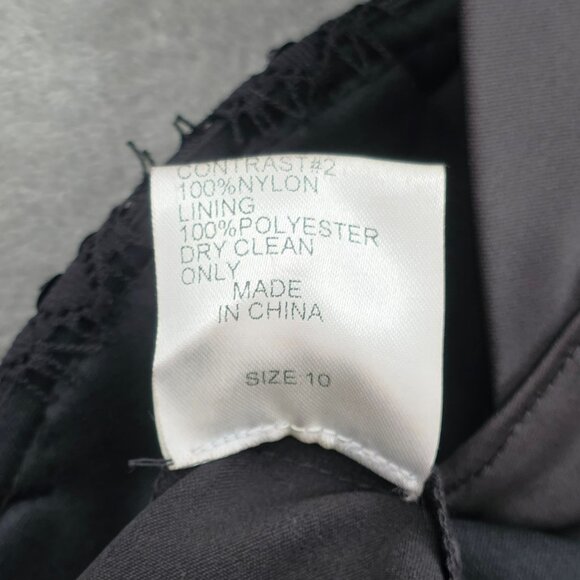 CONTRAST#2
100%NYLON
LINING
100%POLYESTER
DRY CLEAN
ONLY
MADE
IN CHINA
SIZE 10